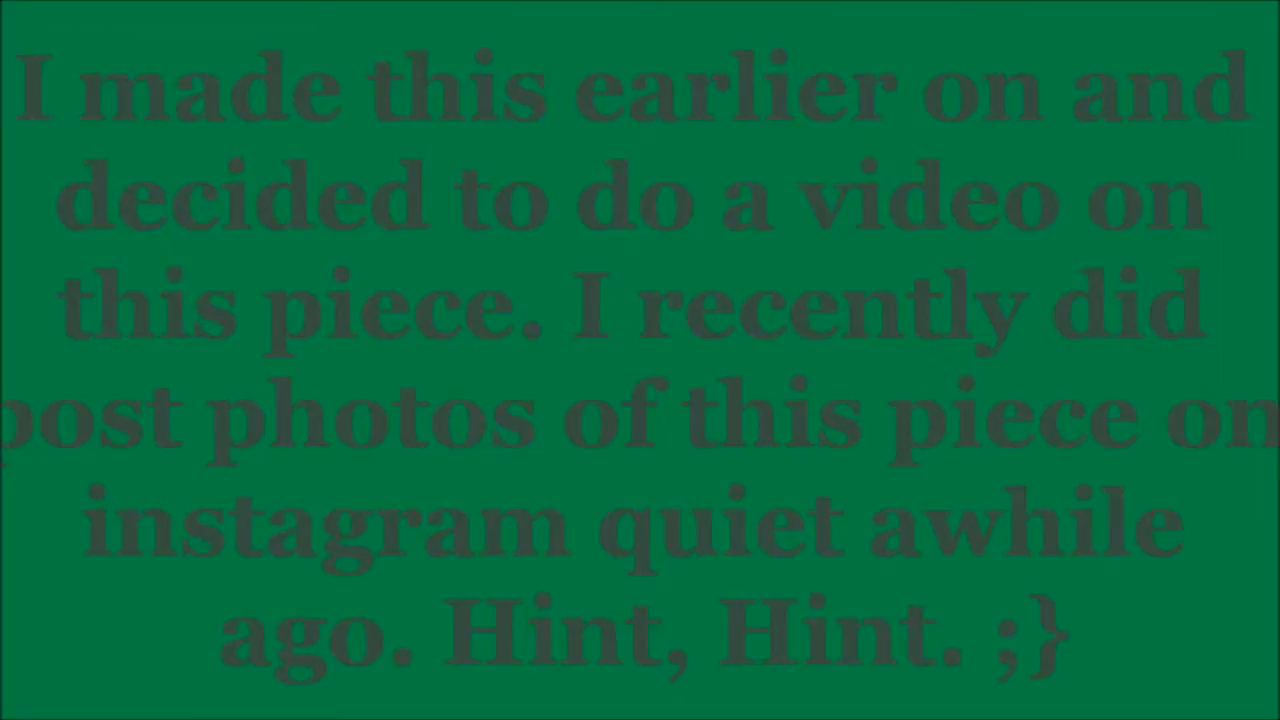 I made this earlier on and
decided to do a video on
this piece. I recently did
post photos of this piece on
instagram quiet awhile
ago. Hint, Hint. ;}